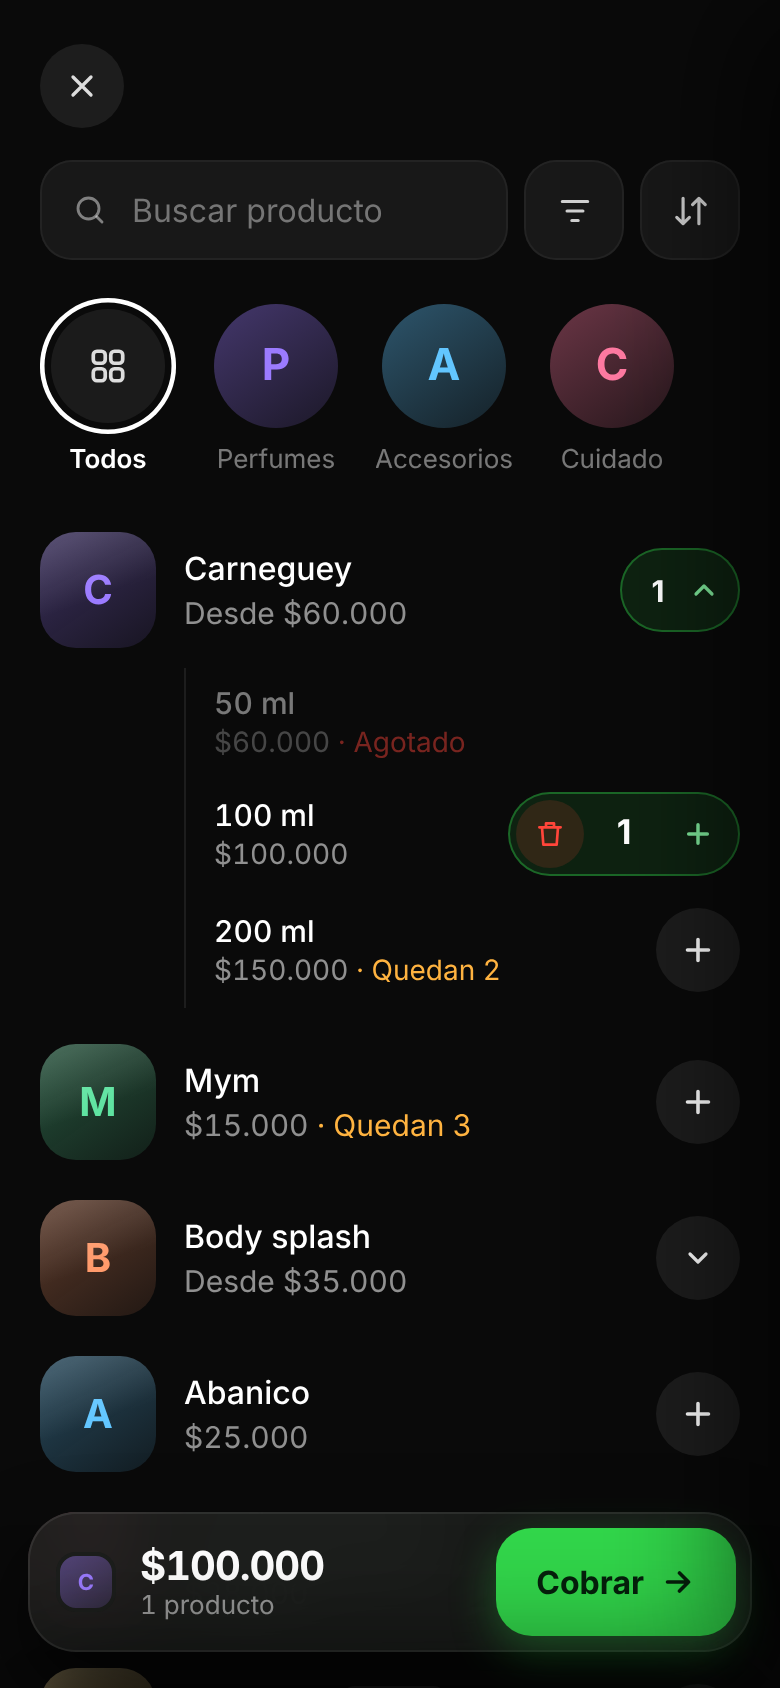 Buscar producto
P
A
C
Todos
Perfumes
Accesorios
Cuidado
C
Carneguey
Desde $60.000
1
50 ml
$60.000 · Agotado
100 ml
$100.000
1
200 ml
$150.000 · Quedan 2
M
Mym
$15.000 · Quedan 3
B
Body splash
Desde $35.000
A
Abanico
$25.000
C
$100.000
1 producto
Cobrar